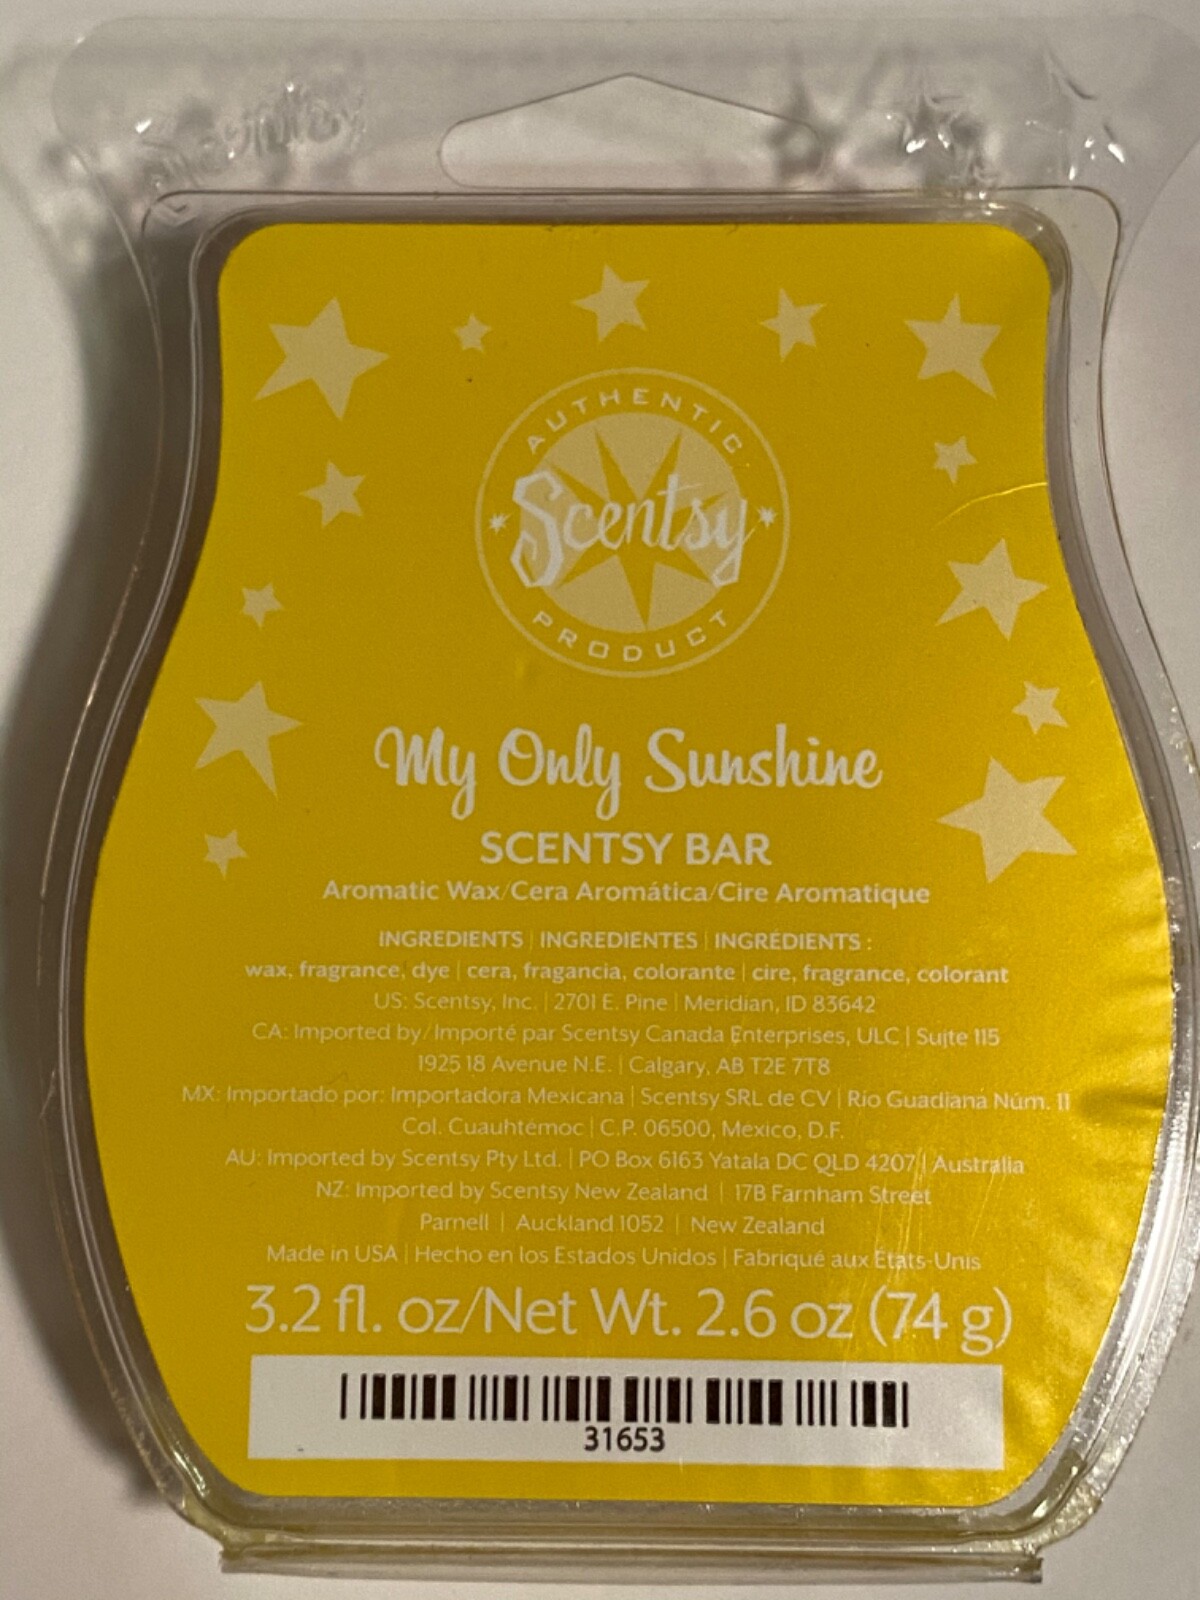 Scentsy
AUTHENTIC
Scentsy
PRODUCT
My Only Sunshine
SCENTSY BAR
Aromatic Wax/Cera Aromática/Cire Aromatique
INGREDIENTS | INGREDIENTES | INGRÉDIENTS :
wax, fragrance, dye | cera, fragancia, colorante | cire, fragrance, colorant
US: Scentsy, Inc. | 2701 E. Pine | Meridian, ID 83642
CA: Imported by/Importé par Scentsy Canada Enterprises, ULC | Suite 115
1925 18 Avenue N.E. | Calgary, AB T2E 7T8
MX: Importado por: Importadora Mexicana | Scentsy SRL de CV | Río Guadiana Núm. 11
Col. Cuauhtémoc | C.P. 06500, México, D.F.
AU: Imported by Scentsy Pty Ltd. | PO Box 6163 Yatala DC QLD 4207 | Australia
NZ: Imported by Scentsy New Zealand | 17B Farnham Street
Parnell | Auckland 1052 | New Zealand
Made in USA | Hecho en los Estados Unidos | Fabriqué aux États-Unis
3.2 fl. oz/Net Wt. 2.6 oz (74 g)
31653